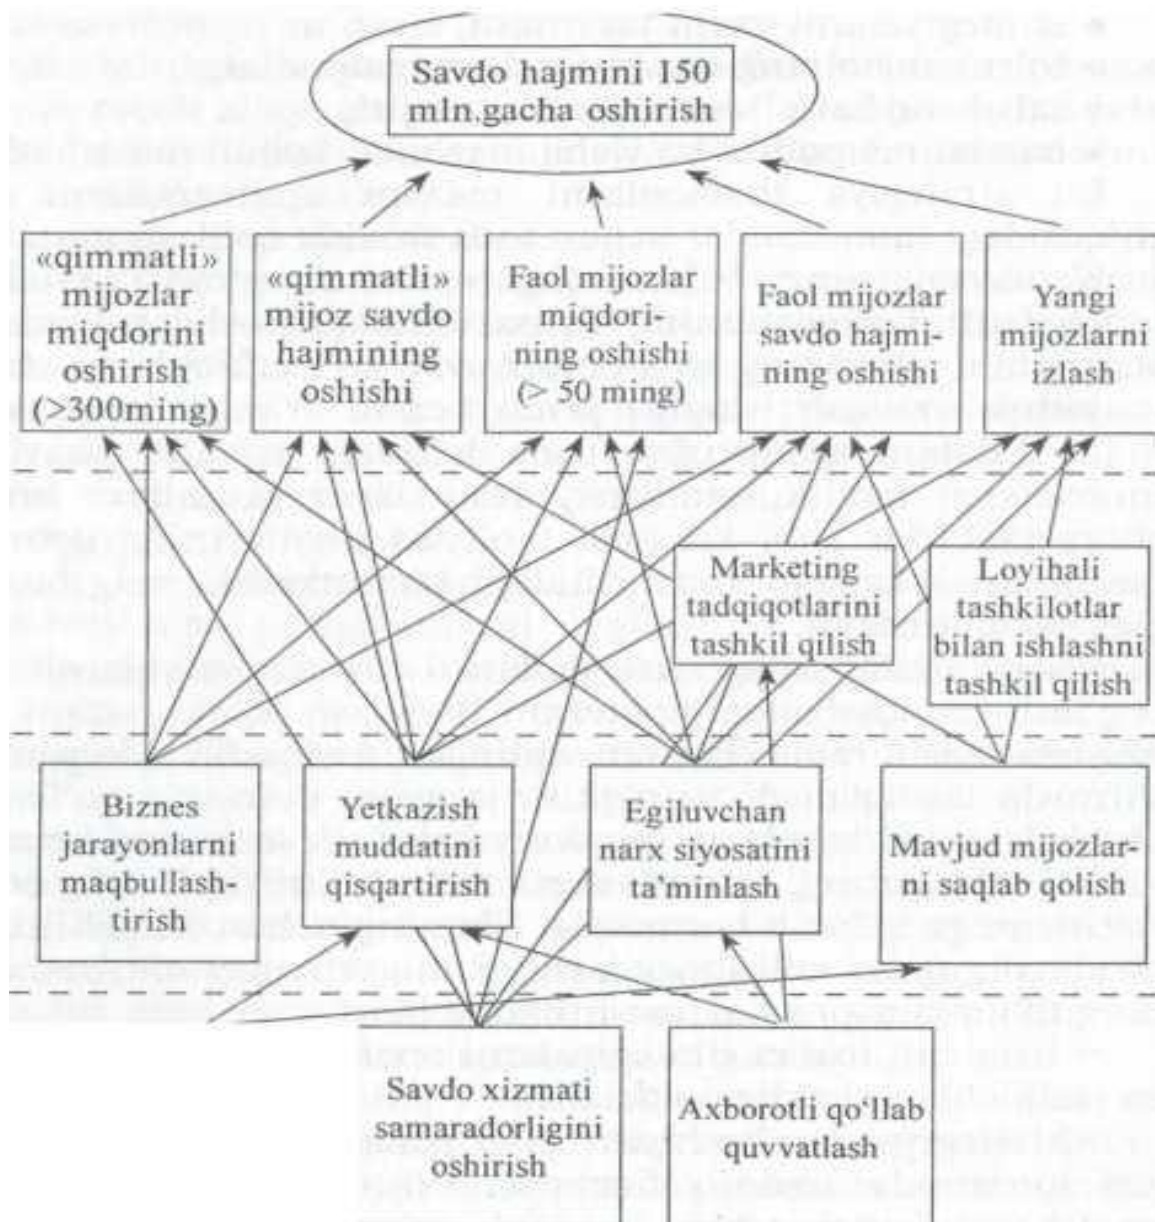 Savdo hajmini 150
mln.gacha oshirish
«qimmatli»
mijozlar
miqdorini
oshirish
(>300ming)
«qimmatli»
mijoz savdo
hajmining
oshishi
Faol mijozlar
miqdori-
ning oshishi
(> 50 ming)
Faol mijozlar
savdo hajmi-
ning oshishi
Yangi
mijozlarni
izlash
Marketing
tadqiqotlarini
tashkil qilish
Loyihali
tashkilotlar
bilan ishlashni
tashkil qilish
Biznes
jarayonlarni
maqbullash-
tirish
Yetkazish
muddatini
qisqartirish
Egiluvchan
narx siyosatini
ta'minlash
Mavjud mijozlar-
ni saqlab qolish
Savdo xizmati
samaradorligini
oshirish
Axborotli qo‘llab
quvvatlash